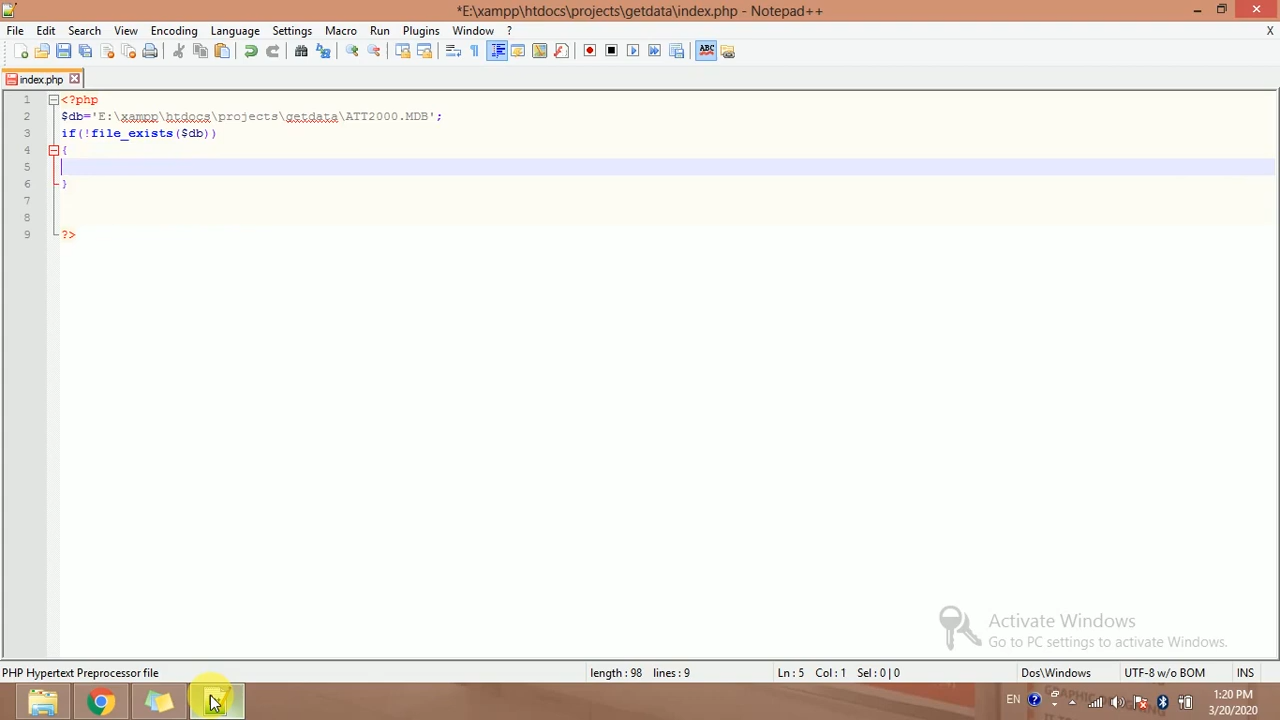 *E:\xampp\htdocs\projects\getdata\index.php - Notepad++
File Edit Search View Encoding Language Settings Macro Run Plugins Window ? X
ABC
index.php
1 <?php
2 $db='E:\xampp\htdocs\projects\getdata\ATT2000.MDB';
3 if(!file_exists($db))
4 {
5
6 }
7
8
9 ?>
Activate Windows
Go to PC settings to activate Windows.
PHP Hypertext Preprocessor file length : 98 lines : 9 Ln : 5 Col : 1 Sel : 0 | 0 Dos\Windows UTF-8 w/o BOM INS
EN 1:20 PM
3/20/2020